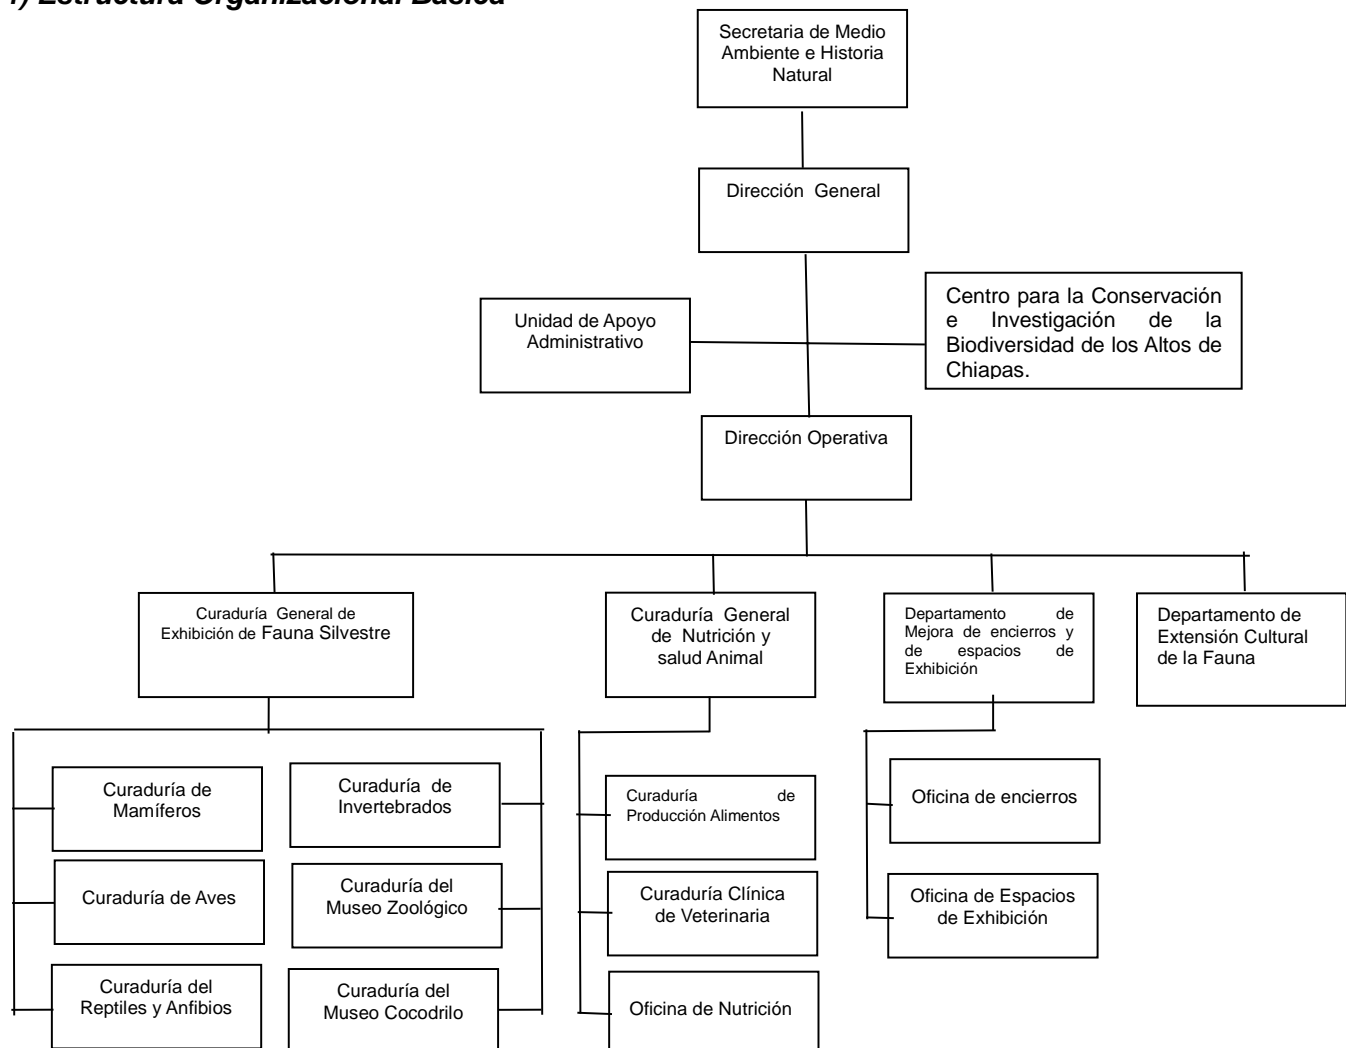 Estructura Organizacional Básica
Secretaria de Medio
Ambiente e Historia
Natural
Dirección General
Unidad de Apoyo
Administrativo
Centro para la Conservación
e Investigación de la
Biodiversidad de los Altos de
Chiapas.
Dirección Operativa
Curaduría General de
Exhibición de Fauna Silvestre
Curaduría General
de Nutrición y
salud Animal
Departamento de
Mejora de encierros y
de espacios de
Exhibición
Departamento de
Extensión Cultural
de la Fauna
Curaduría de
Mamíferos
Curaduría de
Invertebrados
Curaduría de
Producción Alimentos
Oficina de encierros
Curaduría de Aves
Curaduría del
Museo Zoológico
Curaduría Clínica
de Veterinaria
Oficina de Espacios
de Exhibición
Curaduría del
Reptiles y Anfibios
Curaduría del
Museo Cocodrilo
Oficina de Nutrición